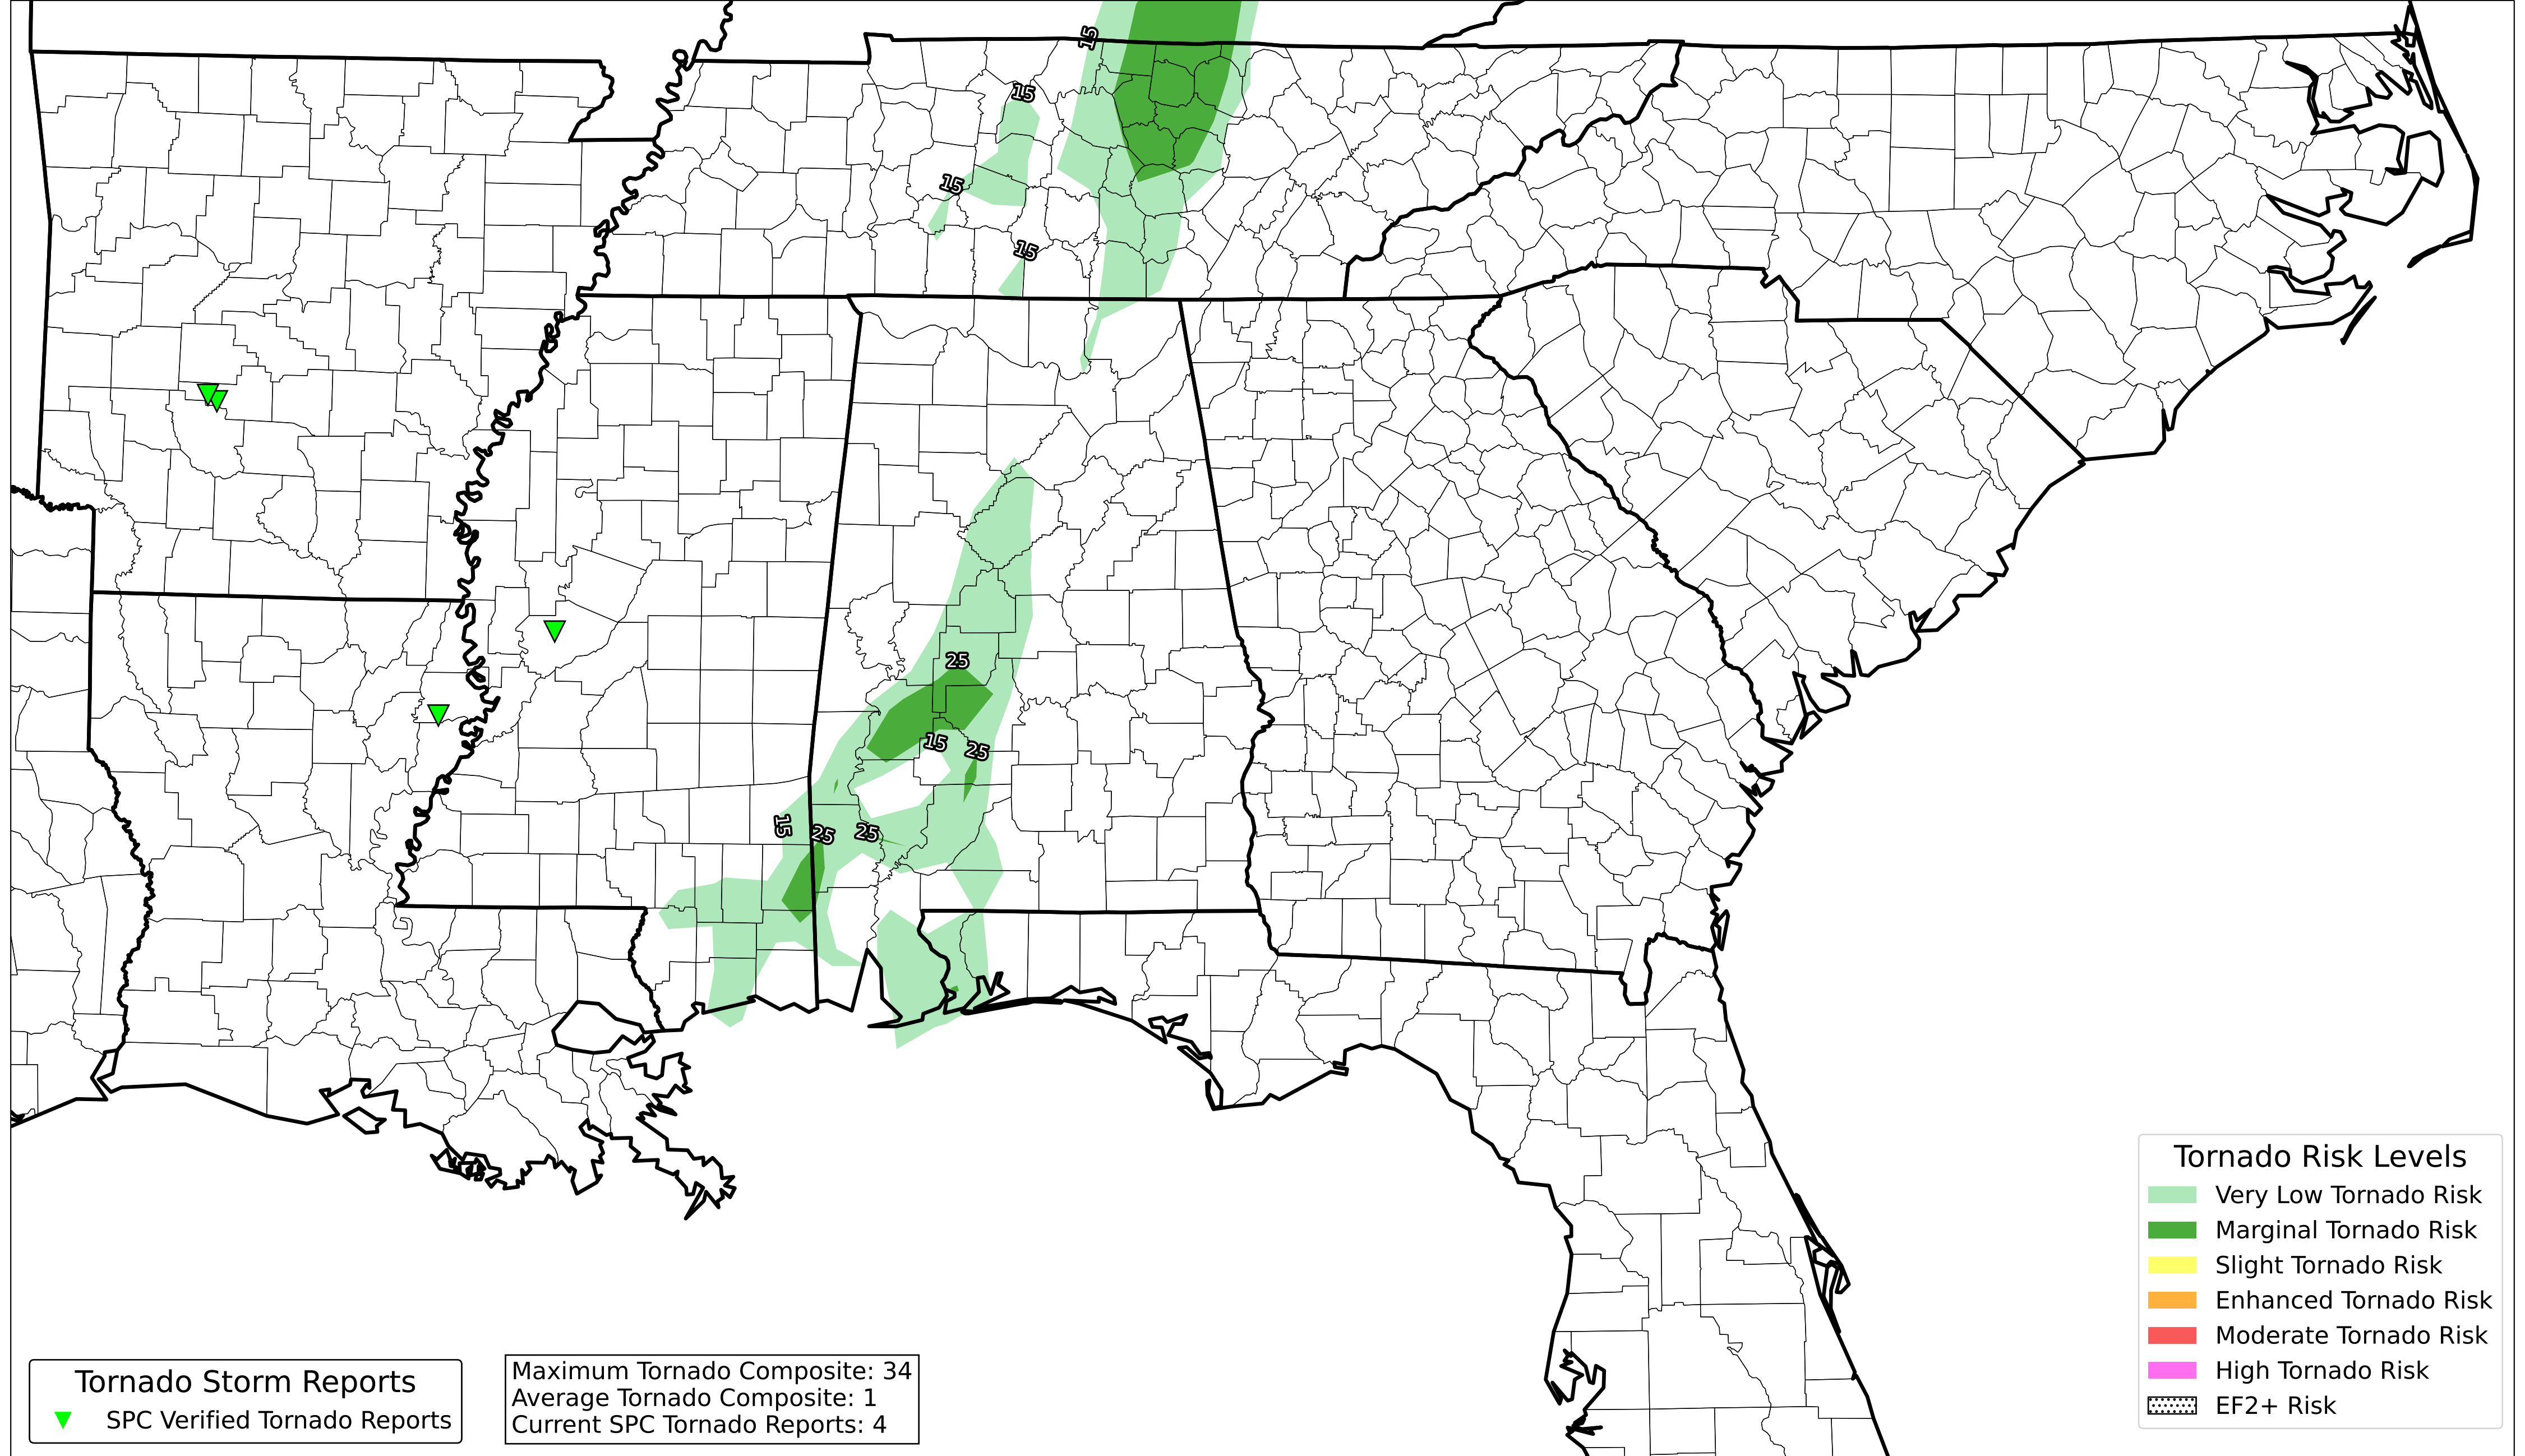 15
15
15
15
25
15
25
15
25
25
Tornado Risk Levels
Very Low Tornado Risk
Marginal Tornado Risk
Slight Tornado Risk
Enhanced Tornado Risk
Moderate Tornado Risk
High Tornado Risk
EF2+ Risk
Tornado Storm Reports
SPC Verified Tornado Reports
Maximum Tornado Composite: 34
Average Tornado Composite: 1
Current SPC Tornado Reports: 4